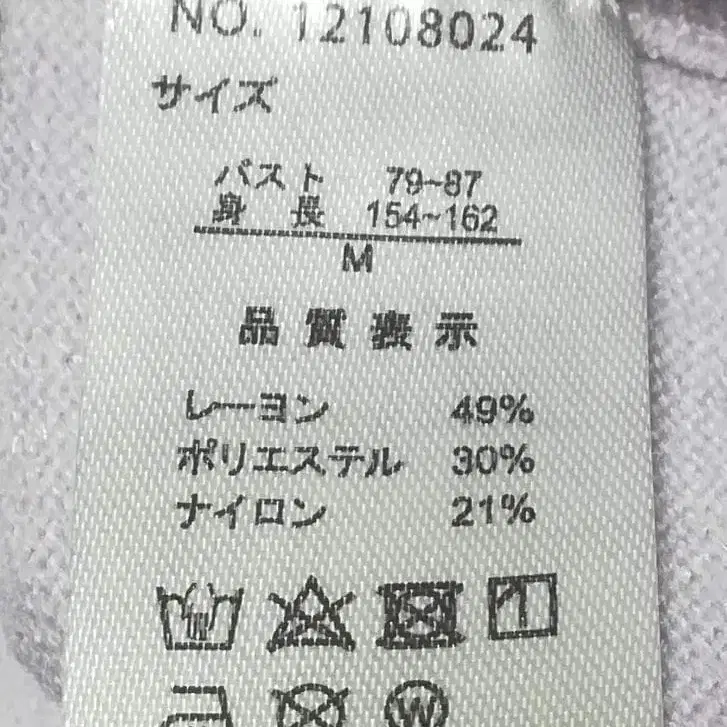 NO. 12108024
サイズ
バスト 79~87
身長 154~162
M
品質表示
レーヨン 49%
ポリエステル 30%
ナイロン 21%
W